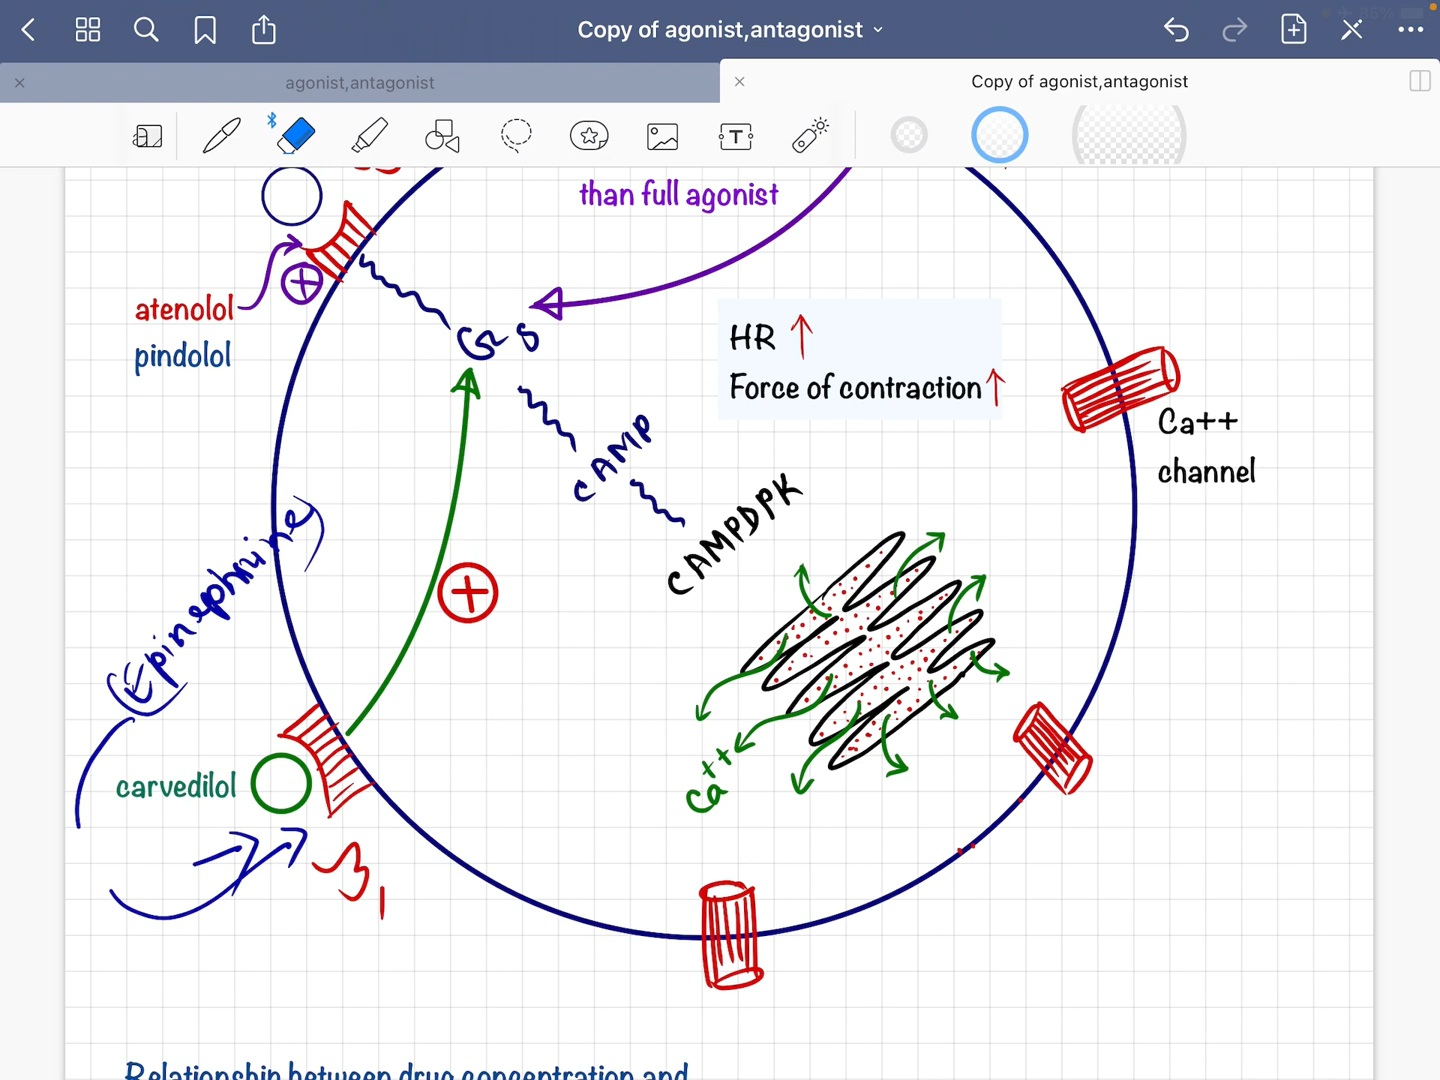 85%
Copy of agonist,antagonist
agonist,antagonist
Copy of agonist,antagonist
T
than full agonist
atenolol
pindolol
Gs
HR ↑
Force of contraction ↑
Ca++
channel
CAMP
CAMPDPK
(Epinephrine)
Ca++
carvedilol
β1
Relationship between drug concentration and